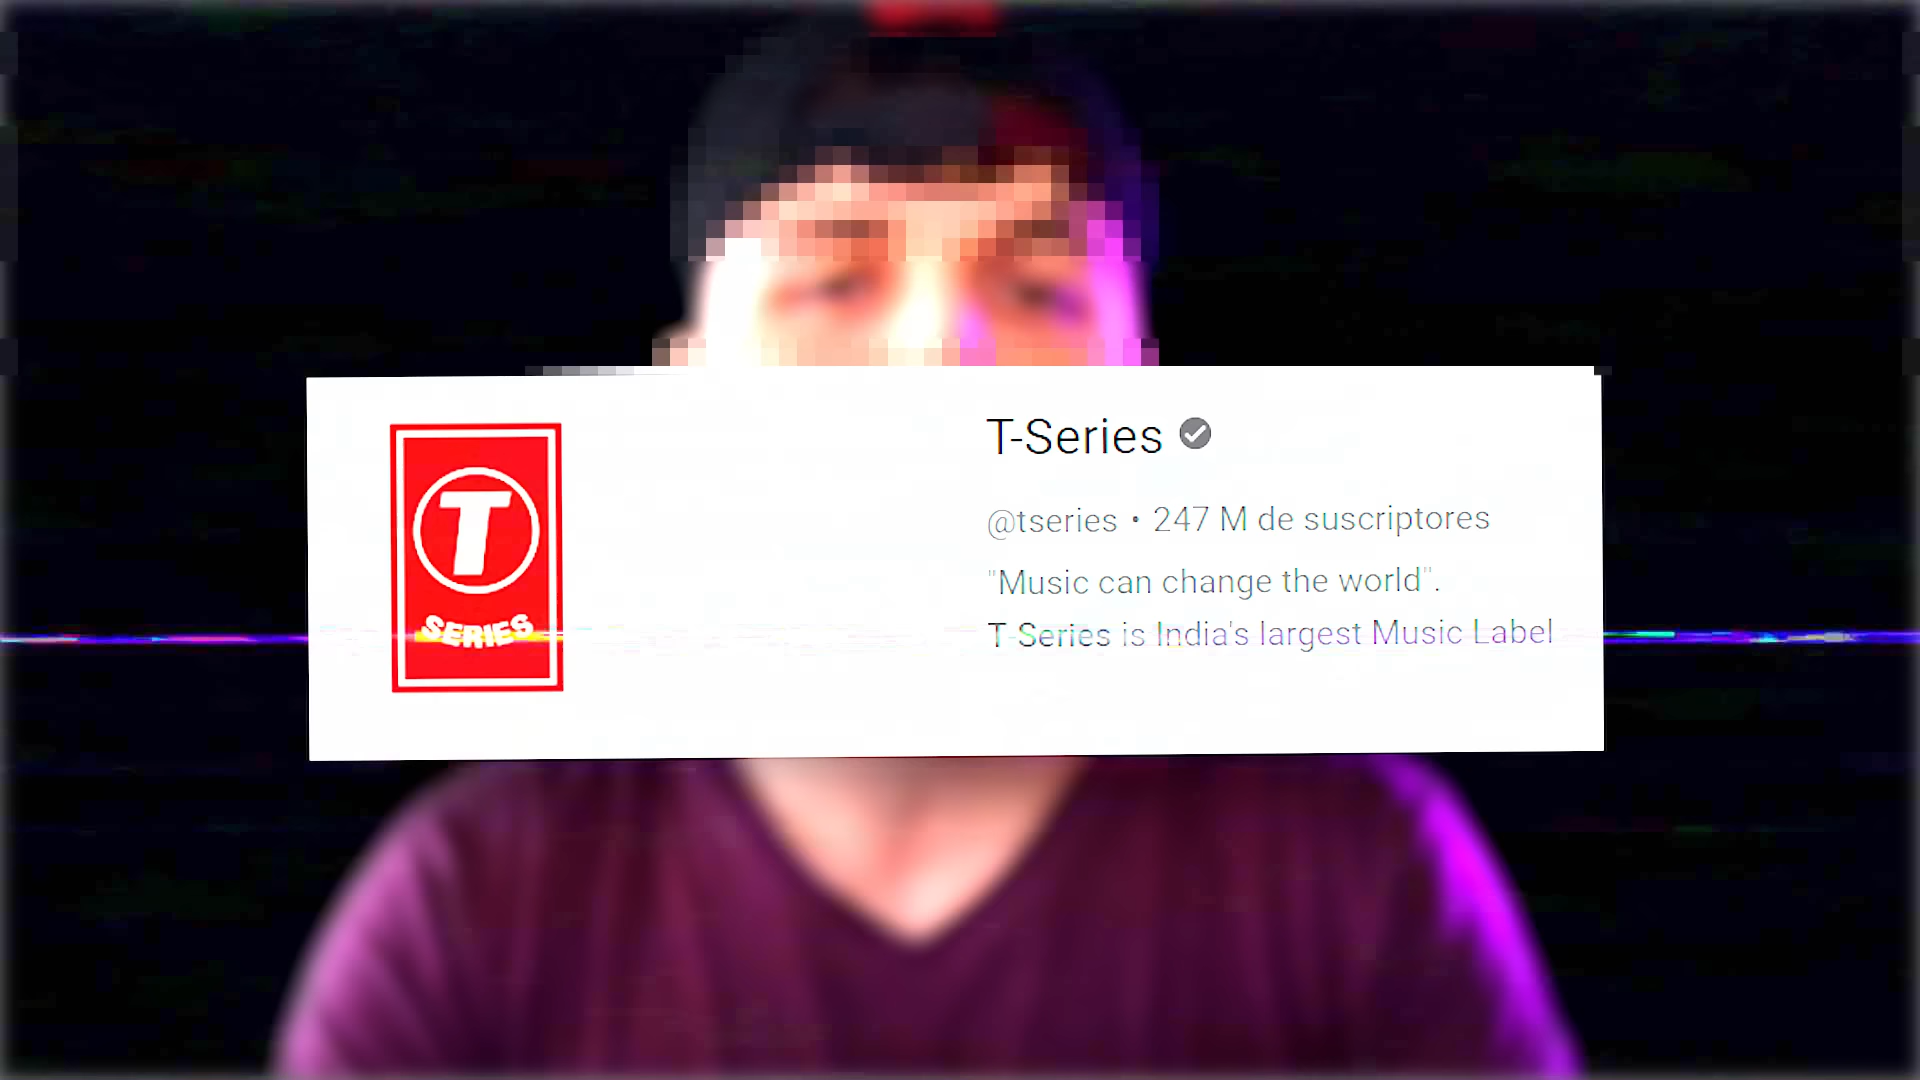 T
SERIES
T-Series
@tseries • 247 M de suscriptores
"Music can change the world".
T-Series is India's largest Music Label